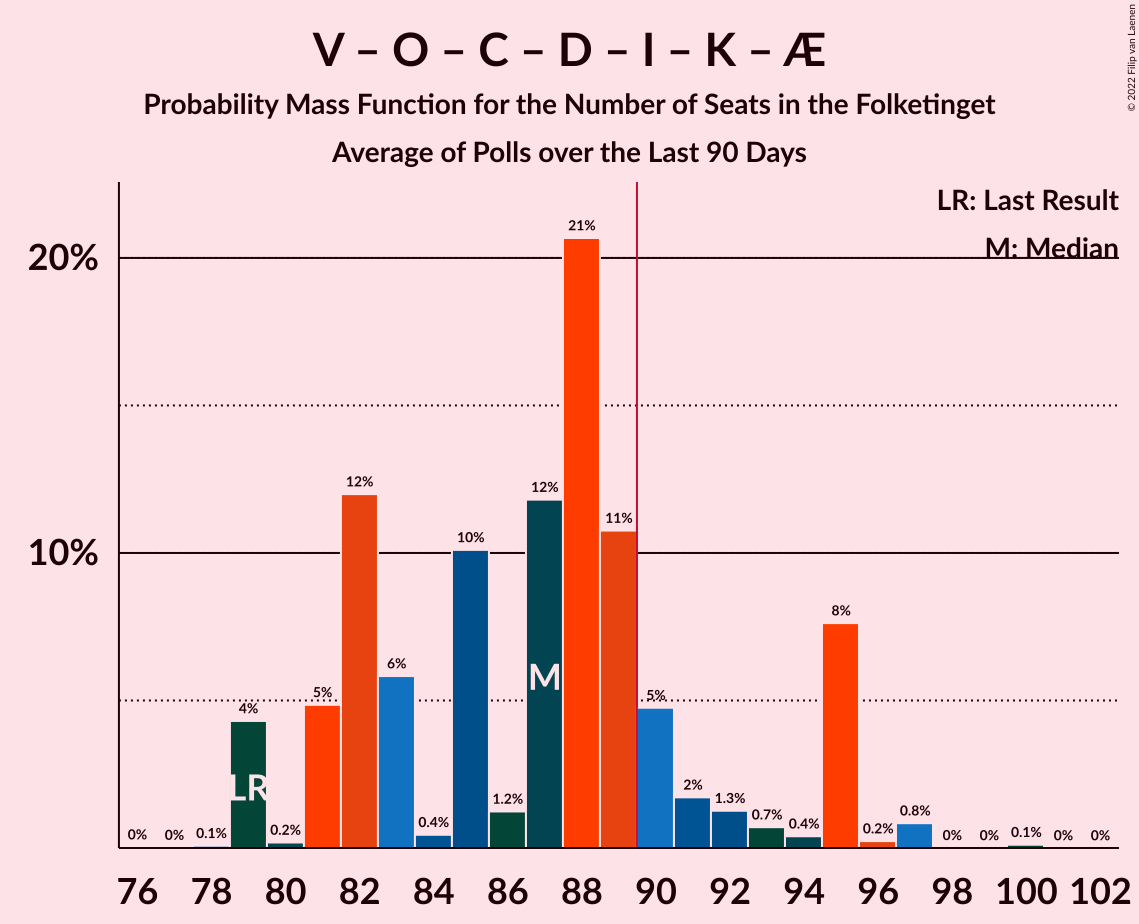 V – O – C – D – I – K – Æ
Probability Mass Function for the Number of Seats in the Folketinget
Average of Polls over the Last 90 Days
© 2022 Filip van Laenen
LR: Last Result
M: Median
20%
10%
0% 0% 0.1% 4% 0.2% 5% 12% 6% 0.4% 10% 1.2% 12% 21% 11% 5% 2% 1.3% 0.7% 0.4% 8% 0.2% 0.8% 0% 0% 0.1% 0% 0%
LR
M
76 78 80 82 84 86 88 90 92 94 96 98 100 102